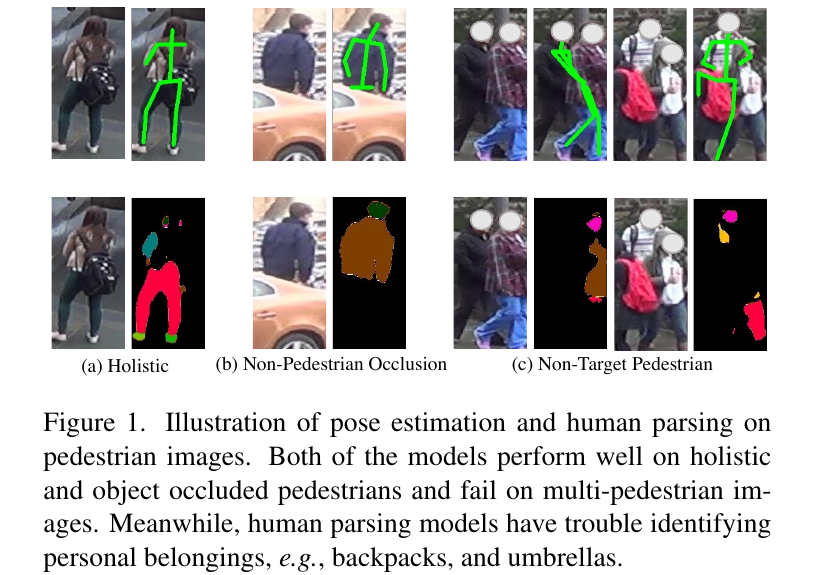 (a) Holistic
(b) Non-Pedestrian Occlusion
(c) Non-Target Pedestrian
Figure 1. Illustration of pose estimation and human parsing on
pedestrian images. Both of the models perform well on holistic
and object occluded pedestrians and fail on multi-pedestrian im-
ages. Meanwhile, human parsing models have trouble identifying
personal belongings, e.g., backpacks, and umbrellas.